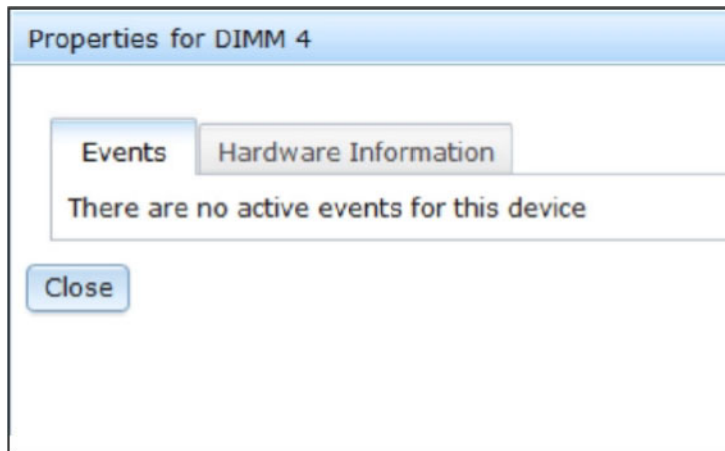 Properties for DIMM 4
Events Hardware Information
There are no active events for this device
Close